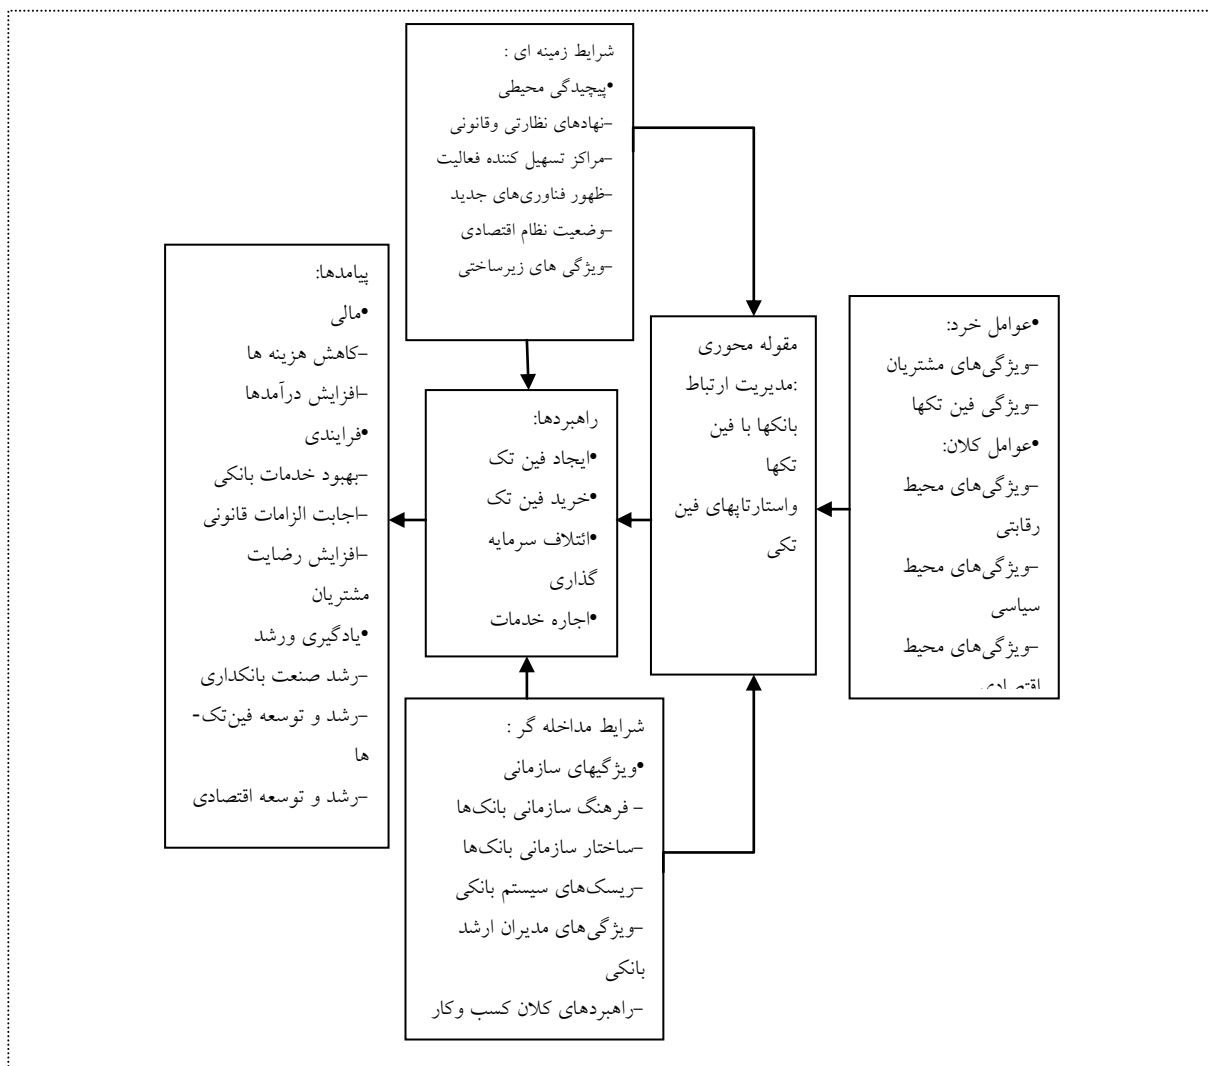 شرایط زمینه ای :
•پیچیدگی محیطی
-نهادهای نظارتی وقانونی
-مراکز تسهیل کننده فعالیت
-ظهور فناوری‌های جدید
-وضعیت نظام اقتصادی
-ویژگی های زیرساختی
•عوامل خرد:
-ویژگی‌های مشتریان
-ویژگی فین تکها
•عوامل کلان:
-ویژگی‌های محیط
رقابتی
-ویژگی‌های محیط
سیاسی
-ویژگی‌های محیط
اقتصادی
مقوله محوری
:مدیریت ارتباط
بانکها با فین
تکها
واستارتاپهای فین
تکی
راهبردها:
•ایجاد فین تک
•خرید فین تک
•ائتلاف سرمایه
گذاری
•اجاره خدمات
شرایط مداخله گر :
•ویژگیهای سازمانی
- فرهنگ سازمانی بانک‌ها
-ساختار سازمانی بانک‌ها
-ریسک‌های سیستم بانکی
-ویژگی‌های مدیران ارشد
بانکی
-راهبردهای کلان کسب وکار
پیامدها:
•مالی
-کاهش هزینه ها
-افزایش درآمدها
•فرایندی
-بهبود خدمات بانکی
-اجابت الزامات قانونی
-افزایش رضایت
مشتریان
•یادگیری ورشد
-رشد صنعت بانکداری
-رشد و توسعه فین‌تک-
ها
-رشد و توسعه اقتصادی